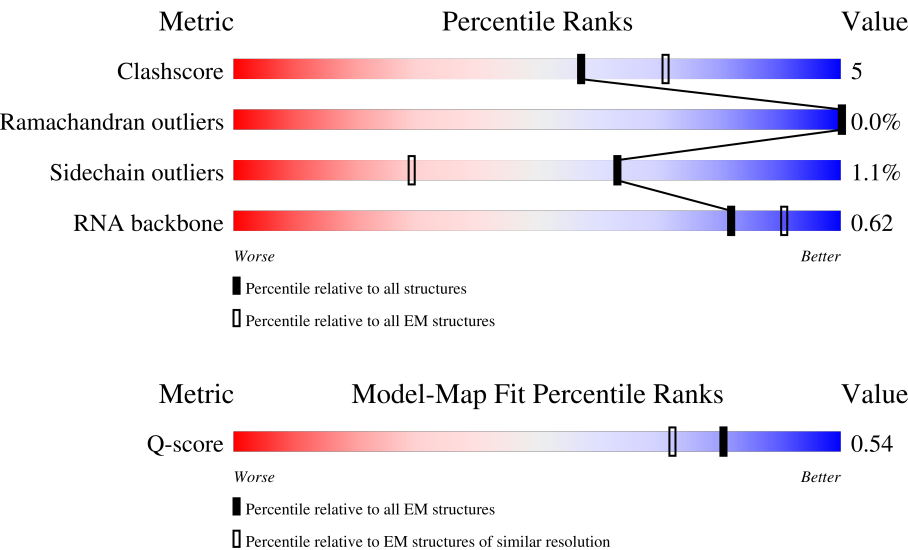 Metric Percentile Ranks Value
Clashscore 5
Ramachandran outliers 0.0%
Sidechain outliers 1.1%
RNA backbone 0.62
Worse Better
Percentile relative to all structures
Percentile relative to all EM structures
Metric Model-Map Fit Percentile Ranks Value
Q-score 0.54
Worse Better
Percentile relative to all EM structures
Percentile relative to EM structures of similar resolution